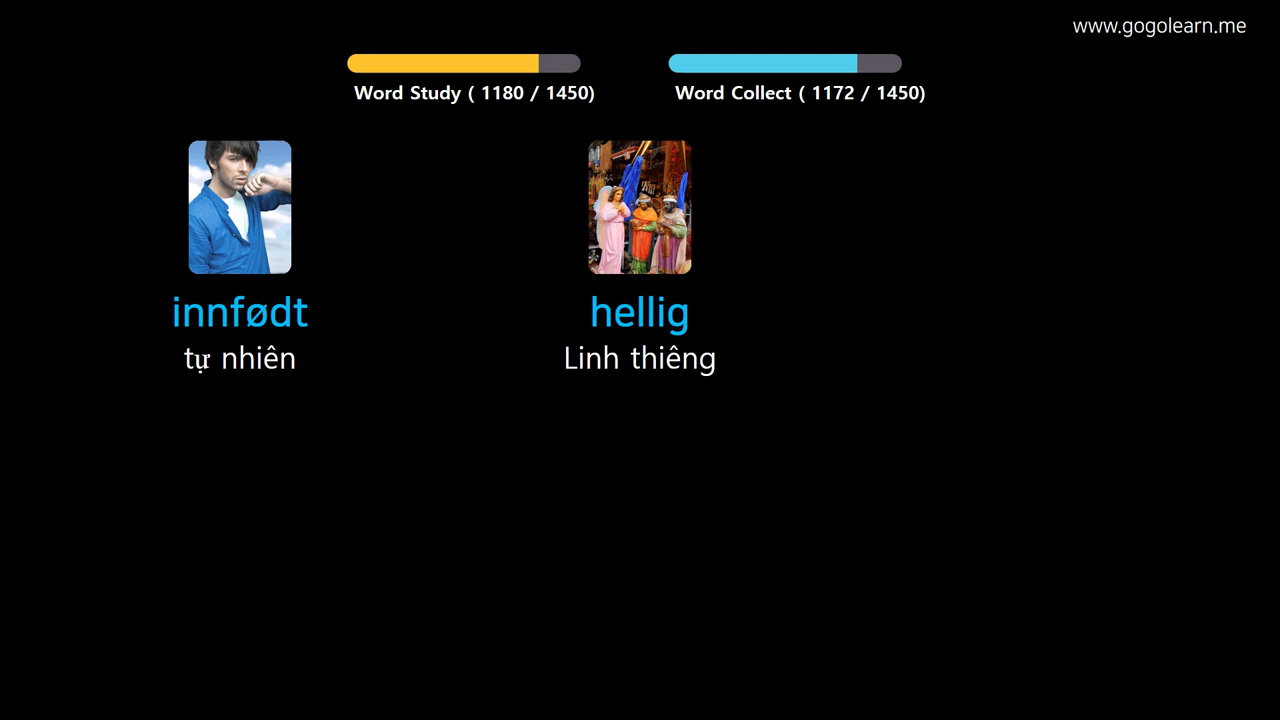 www.gogolearn.me
Word Study ( 1180 / 1450)
Word Collect ( 1172 / 1450)
innfødt
tự nhiên
hellig
Linh thiêng